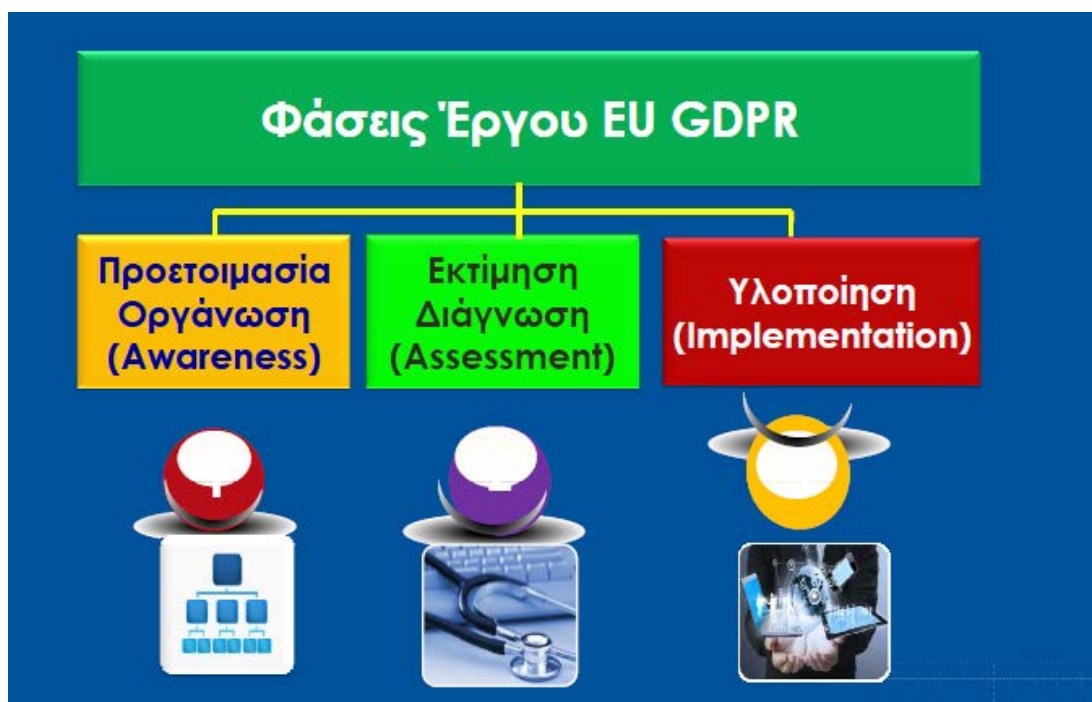 Φάσεις Έργου EU GDPR
Προετοιμασία
Οργάνωση
(Awareness)
Εκτίμηση
Διάγνωση
(Assessment)
Υλοποίηση
(Implementation)